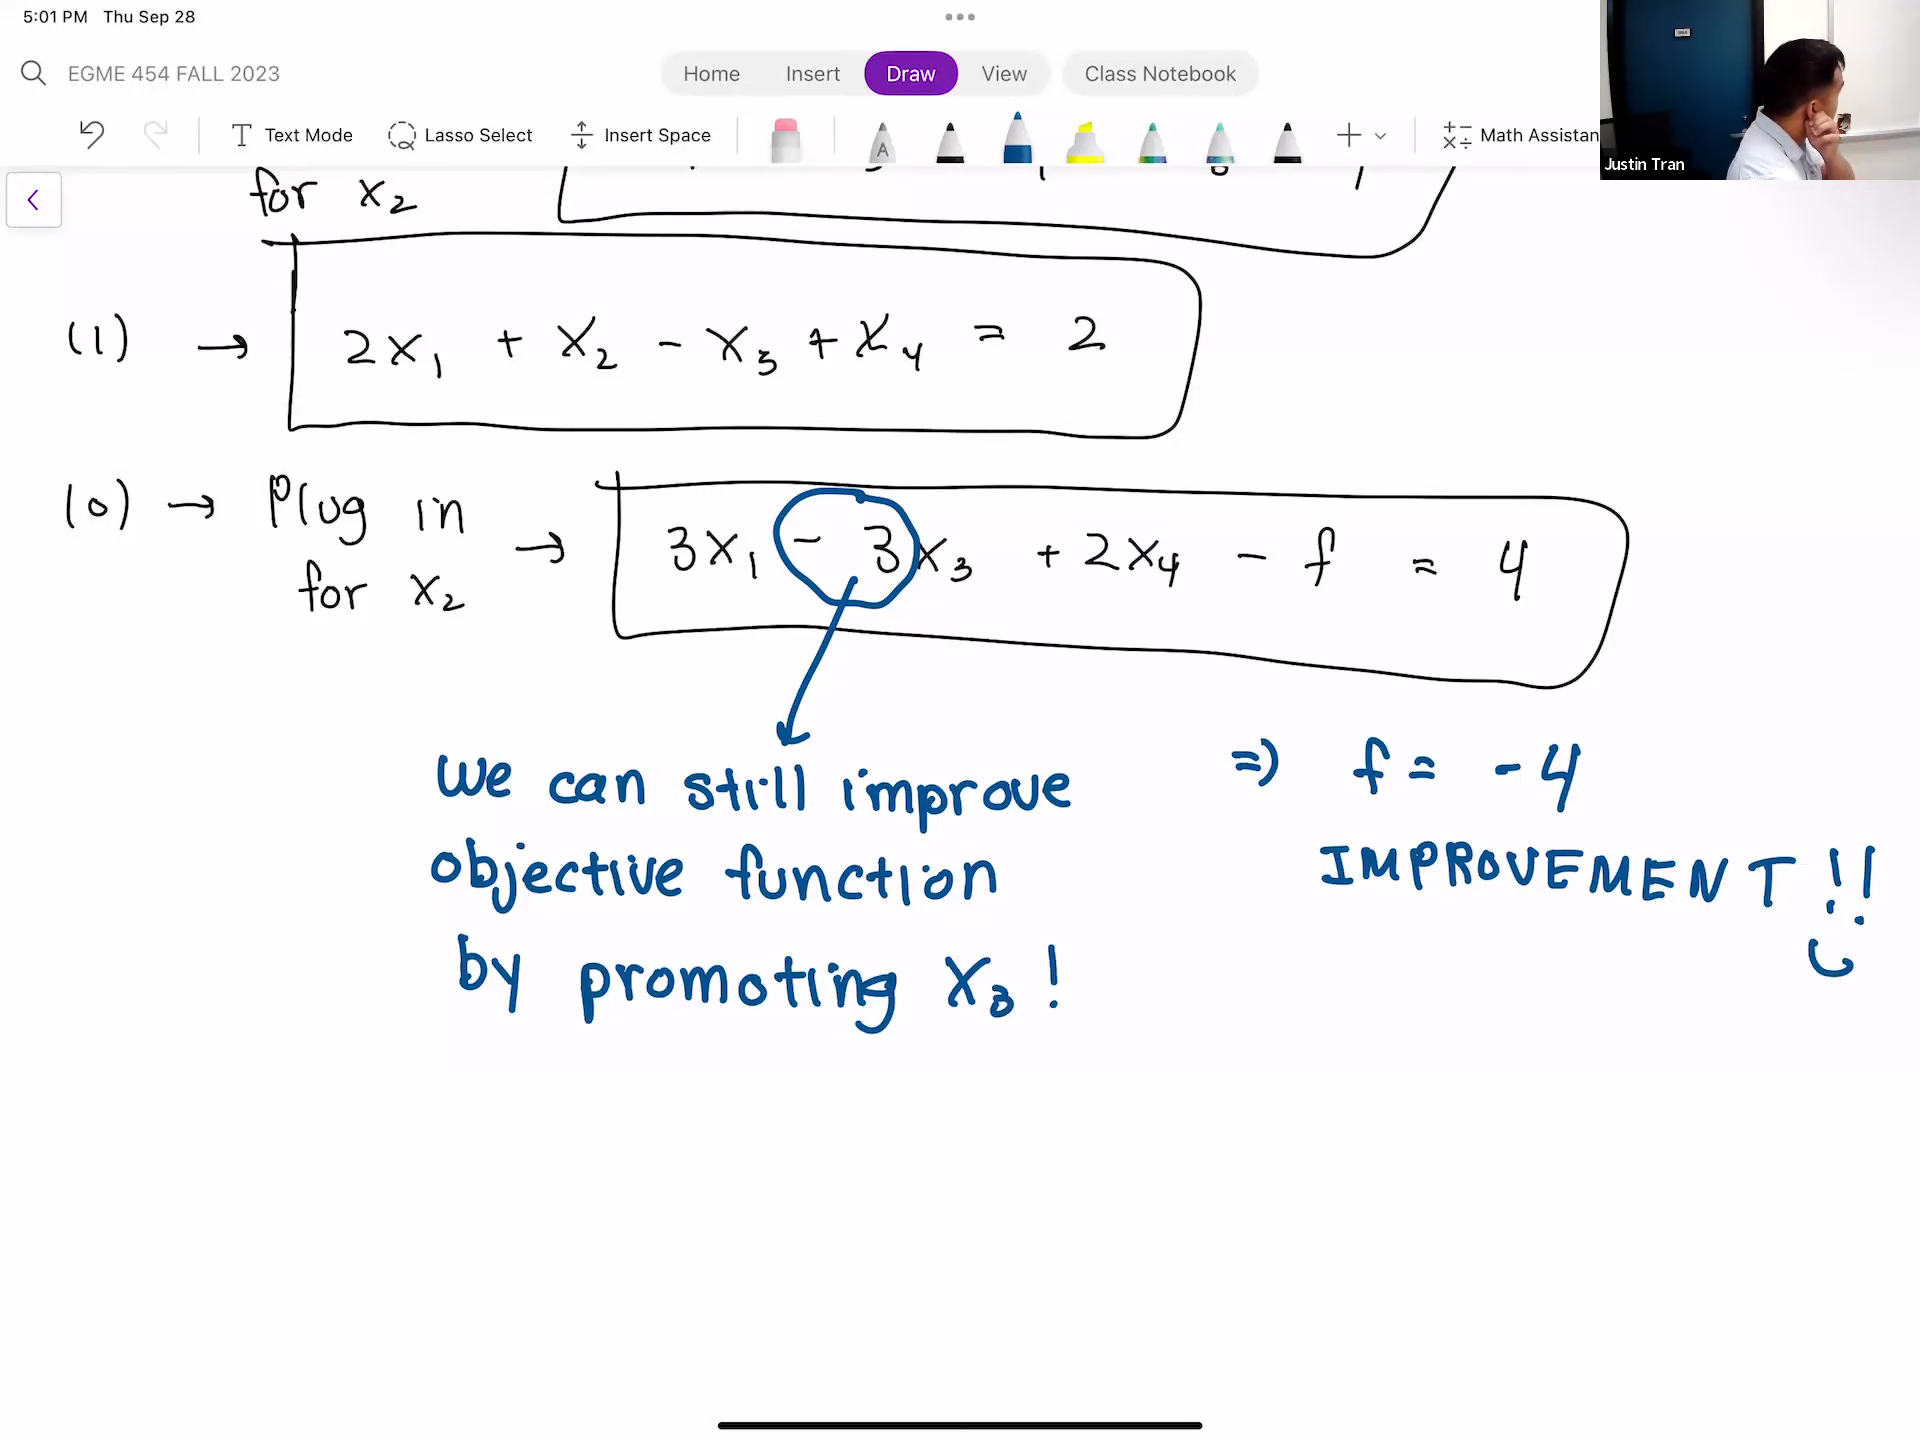 5:01 PM Thu Sep 28
EGME 454 FALL 2023
Home Insert Draw View Class Notebook
Text Mode Lasso Select Insert Space A Math Assistan
Justin Tran
for x₂
(1) → 2x₁ + x₂ - x₃ + x₄ = 2
(0) → Plug in
for x₂ → 3x₁ - 3x₃ + 2x₄ - f = 4
we can still improve
objective function
by promoting x₃!
⇒ f = -4
IMPROVEMENT!!